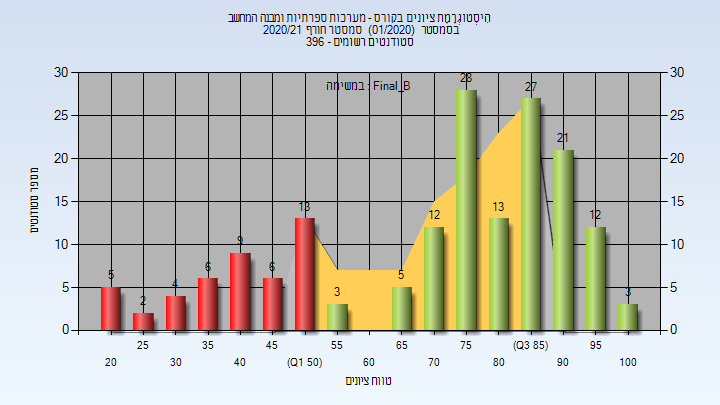 היסטוגרמת ציונים בקורס - מערכות ספרתיות ומבנה המחשב
בסמסטר (01/2020) סמסטר חורף 2020/21
סטודנטים רשומים - 396
במשימה : Final_B
מספר סטודנטים
30 30
25 25
20 20
15 15
10 10
5 5
0 0
5 2 4 6 9 6 13 3 5 12 28 13 27 21 12 3
25 35 45 55 65 75 (Q3 85) 95
20 30 40 (Q1 50) 60 70 80 90 100
טווח ציונים